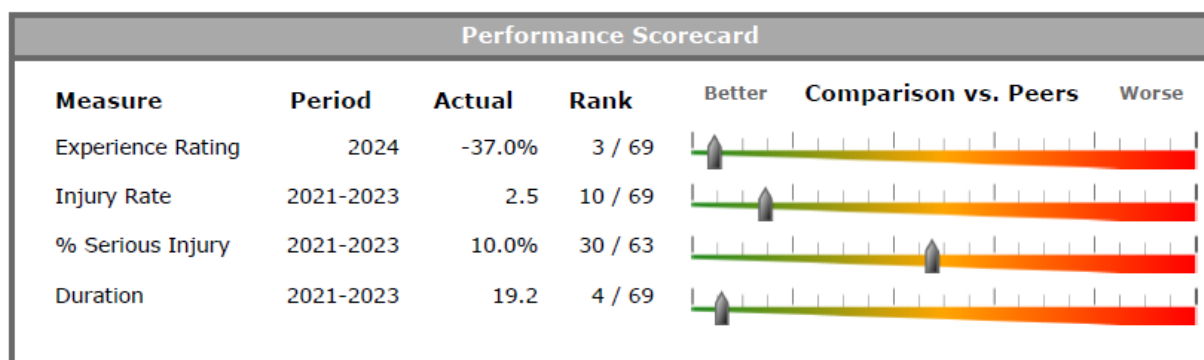 Performance Scorecard
Measure Period Actual Rank Better Comparison vs. Peers Worse
Experience Rating 2024 -37.0% 3 / 69
Injury Rate 2021-2023 2.5 10 / 69
% Serious Injury 2021-2023 10.0% 30 / 63
Duration 2021-2023 19.2 4 / 69